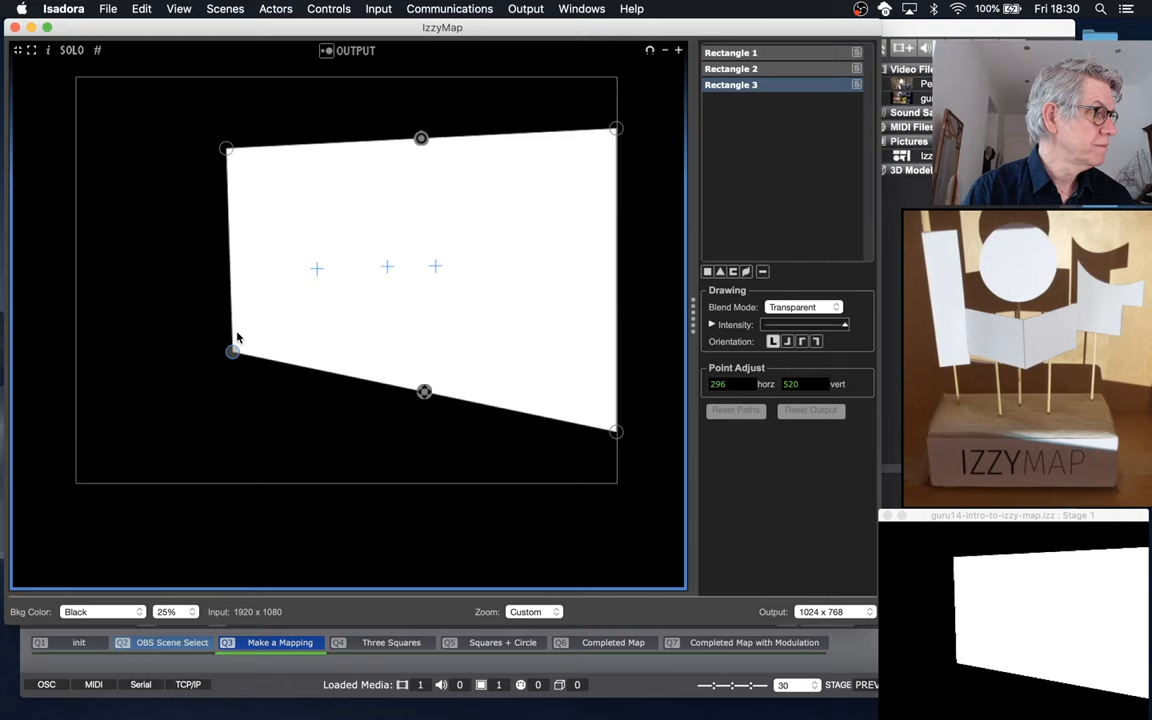 Isadora File Edit View Scenes Actors Controls Input Communications Output Windows Help 100% Fri 18:30
IzzyMap
i SOLO # OUTPUT
Rectangle 1 S
Rectangle 2 S
Rectangle 3 S
Video File
Pe
gur
Sound Sa
MIDI Files
Pictures
Izz
3D Model
Drawing
Blend Mode: Transparent
Intensity:
Orientation:
Point Adjust
296 horz 520 vert
Reset Paths Reset Output
IZZYMAP
guru14-intro-to-izzy-map.izz : Stage 1
Bkg Color: Black 25% Input: 1920 x 1080 Zoom: Custom Output: 1024 x 768
Q1 init Q2 OBS Scene Select Q3 Make a Mapping Q4 Three Squares Q5 Squares + Circle Q6 Completed Map Q7 Completed Map with Modulation
OSC MIDI Serial TCP/IP Loaded Media: 1 0 1 0 0 30 STAGE PREV